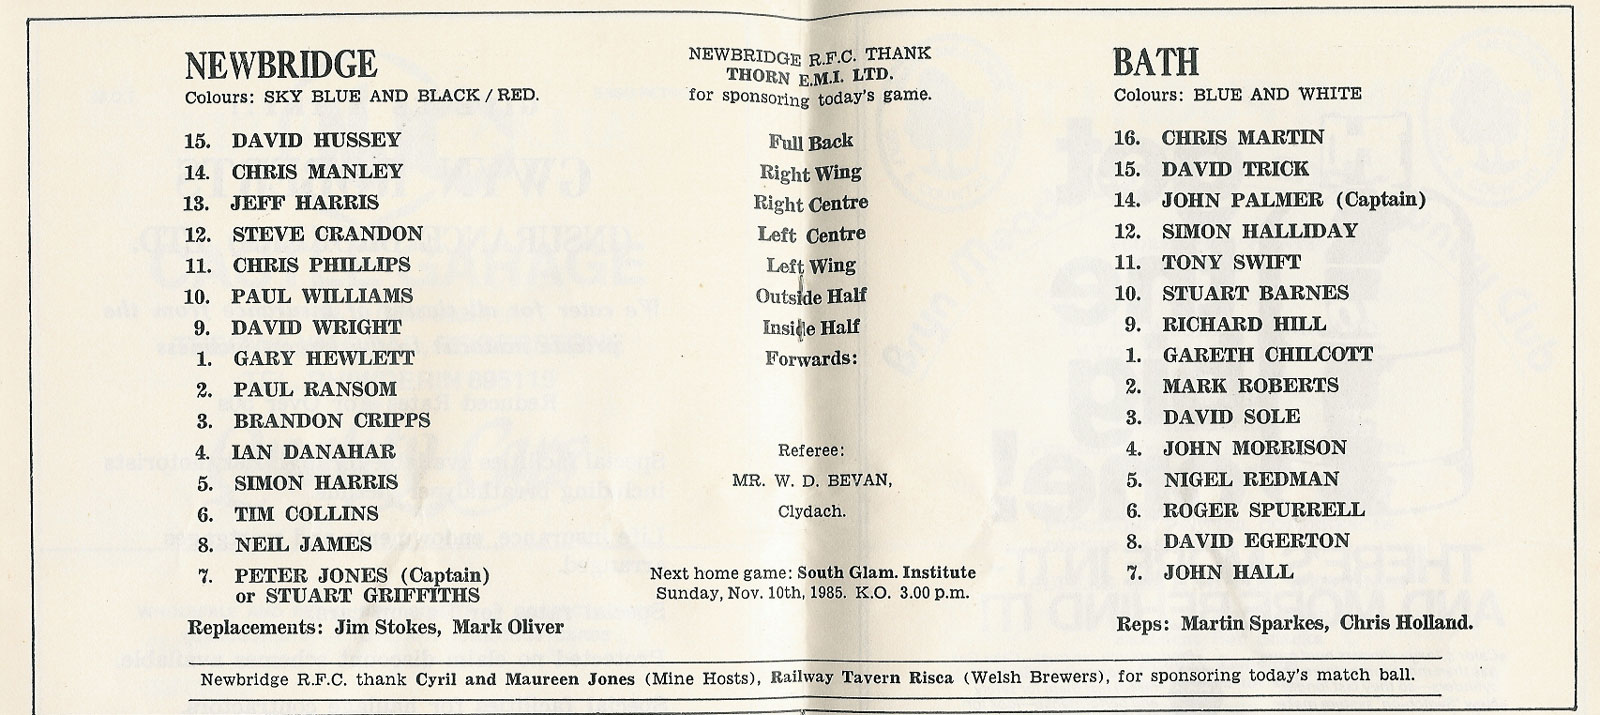 NEWBRIDGE
Colours: SKY BLUE AND BLACK / RED.
15. DAVID HUSSEY
14. CHRIS MANLEY
13. JEFF HARRIS
12. STEVE CRANDON
11. CHRIS PHILLIPS
10. PAUL WILLIAMS
9. DAVID WRIGHT
1. GARY HEWLETT
2. PAUL RANSOM
3. BRANDON CRIPPS
4. IAN DANAHAR
5. SIMON HARRIS
6. TIM COLLINS
8. NEIL JAMES
7. PETER JONES (Captain)
or STUART GRIFFITHS
Replacements: Jim Stokes, Mark Oliver
NEWBRIDGE R.F.C. THANK
THORN E.M.I. LTD.
for sponsoring today's game.
Full Back
Right Wing
Right Centre
Left Centre
Left Wing
Outside Half
Inside Half
Forwards:
Referee:
MR. W. D. BEVAN,
Clydach.
Next home game: South Glam. Institute
Sunday, Nov. 10th, 1985. K.O. 3.00 p.m.
BATH
Colours: BLUE AND WHITE
16. CHRIS MARTIN
15. DAVID TRICK
14. JOHN PALMER (Captain)
12. SIMON HALLIDAY
11. TONY SWIFT
10. STUART BARNES
9. RICHARD HILL
1. GARETH CHILCOTT
2. MARK ROBERTS
3. DAVID SOLE
4. JOHN MORRISON
5. NIGEL REDMAN
6. ROGER SPURRELL
8. DAVID EGERTON
7. JOHN HALL
Reps: Martin Sparkes, Chris Holland.
Newbridge R.F.C. thank Cyril and Maureen Jones (Mine Hosts), Railway Tavern Risca (Welsh Brewers), for sponsoring today's match ball.